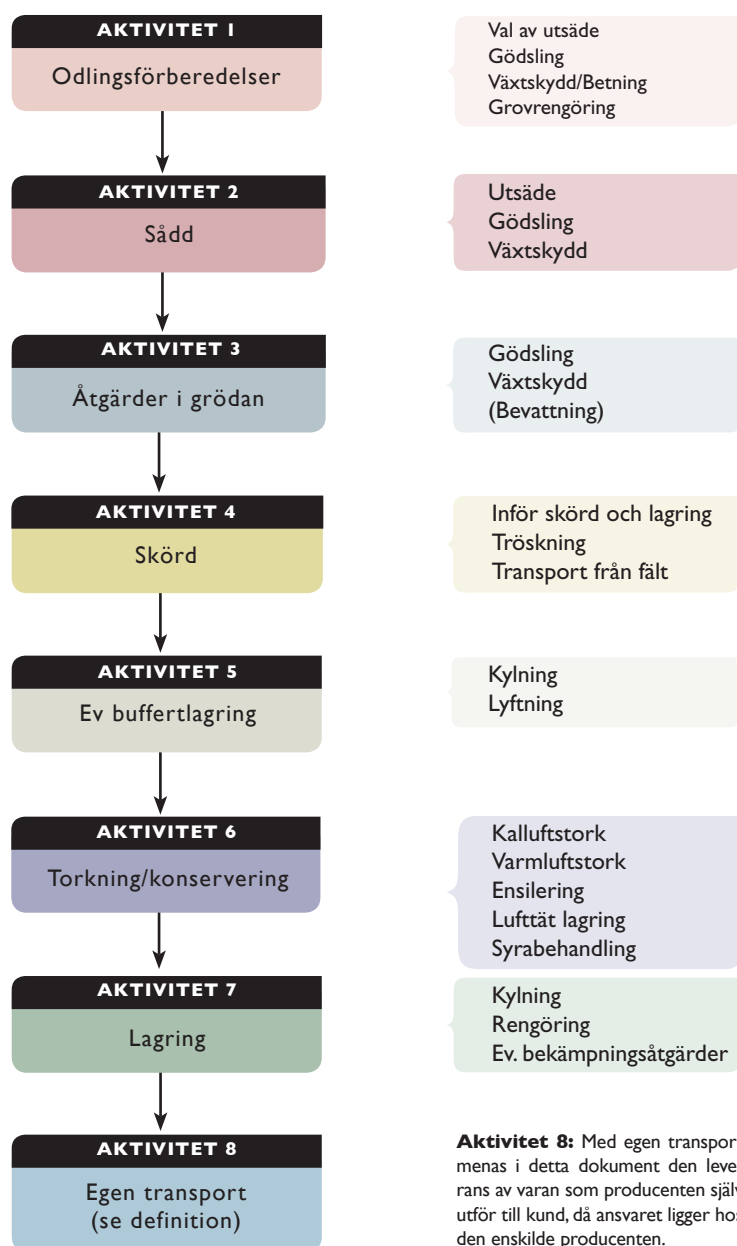 AKTIVITET 1
Odlingsförberedelser
Val av utsäde
Gödsling
Växtskydd/Betning
Grovrengöring
AKTIVITET 2
Sådd
Utsäde
Gödsling
Växtskydd
AKTIVITET 3
Åtgärder i grödan
Gödsling
Växtskydd
(Bevattning)
AKTIVITET 4
Skörd
Inför skörd och lagring
Tröskning
Transport från fält
AKTIVITET 5
Ev buffertlagring
Kylning
Lyftning
AKTIVITET 6
Torkning/konservering
Kalluftstork
Varmluftstork
Ensilering
Lufttät lagring
Syrabehandling
AKTIVITET 7
Lagring
Kylning
Rengöring
Ev. bekämpningsåtgärder
AKTIVITET 8
Egen transport
(se definition)
Aktivitet 8: Med egen transpor
menas i detta dokument den leve
rans av varan som producenten själv
utför till kund, då ansvaret ligger hos
den enskilde producenten.